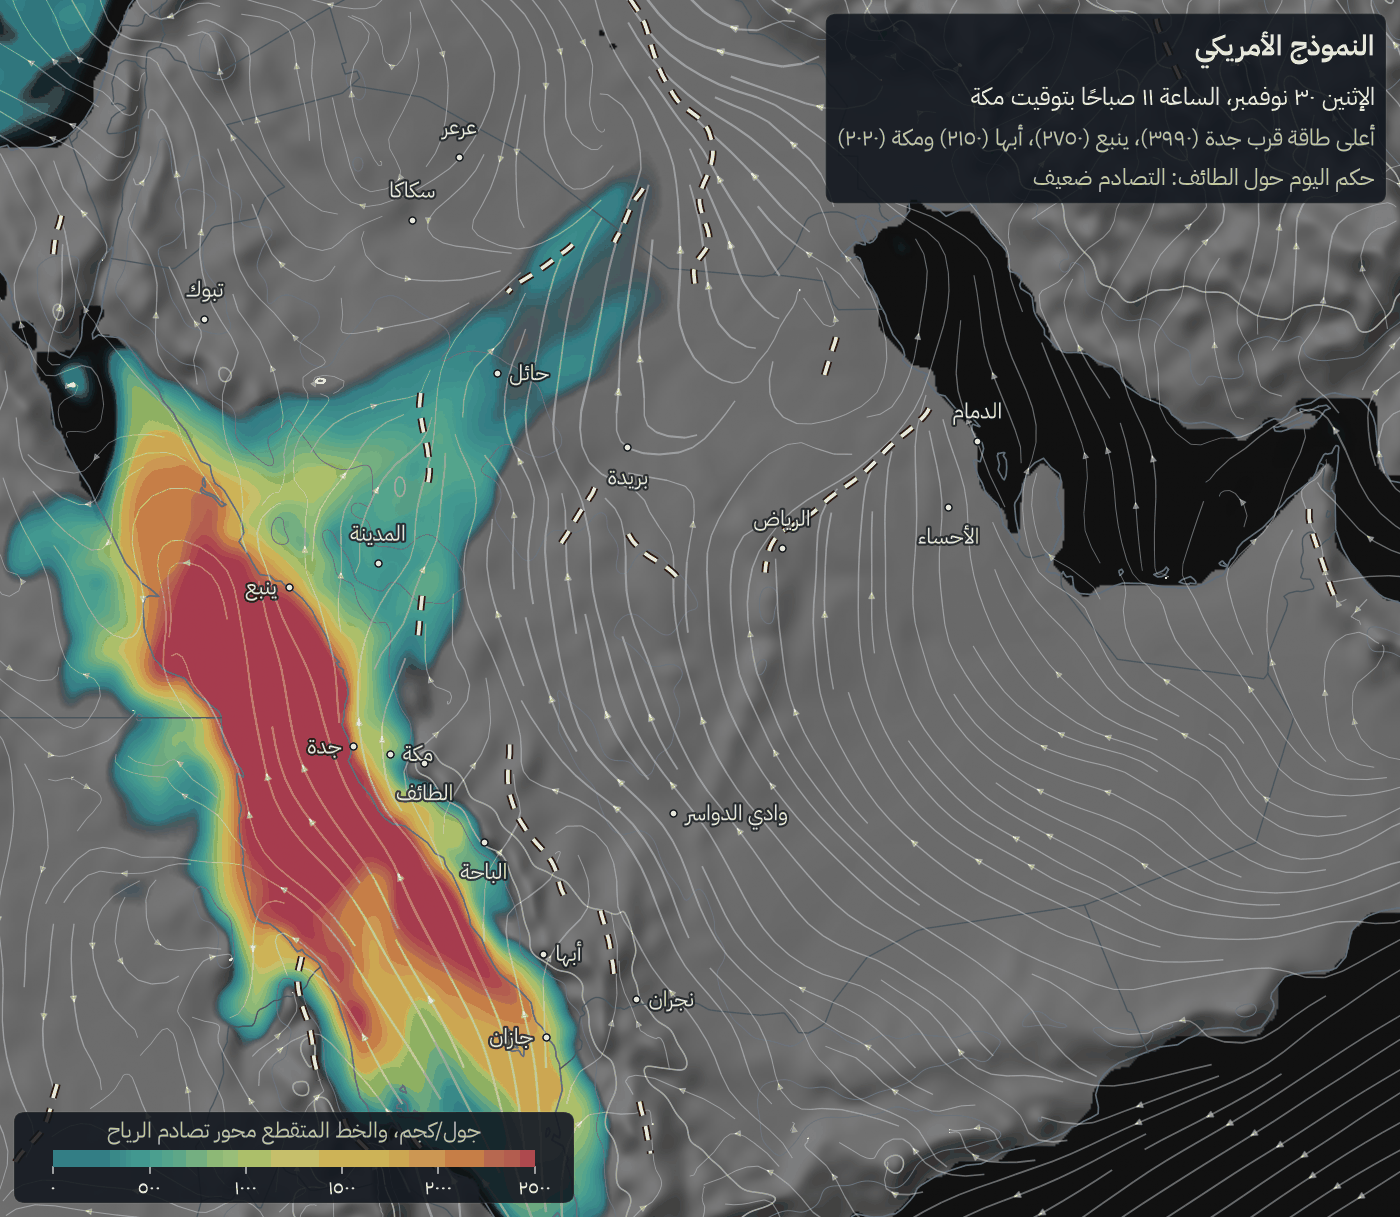 النموذج الأمريكي
الإثنين ٣٠ نوفمبر، الساعة ١١ صباحًا بتوقيت مكة
أعلى طاقة قرب جدة (٣٩٩٠)، ينبع (٢٧٥٠)، أبها (٢١٥٠) ومكة (٢٠٢٠)
حكم اليوم حول الطائف: التصادم ضعيف
عرعر
سكاكا
تبوك
حائل
الدمام
بريدة
الرياض
الأحساء
المدينة
ينبع
جدة
مكة
الطائف
وادي الدواسر
الباحة
أبها
نجران
جازان
جول/كجم، والخط المتقطع محور تصادم الرياح
٠ ٥٠٠ ١٠٠٠ ١٥٠٠ ٢٠٠٠ ٢٥٠٠